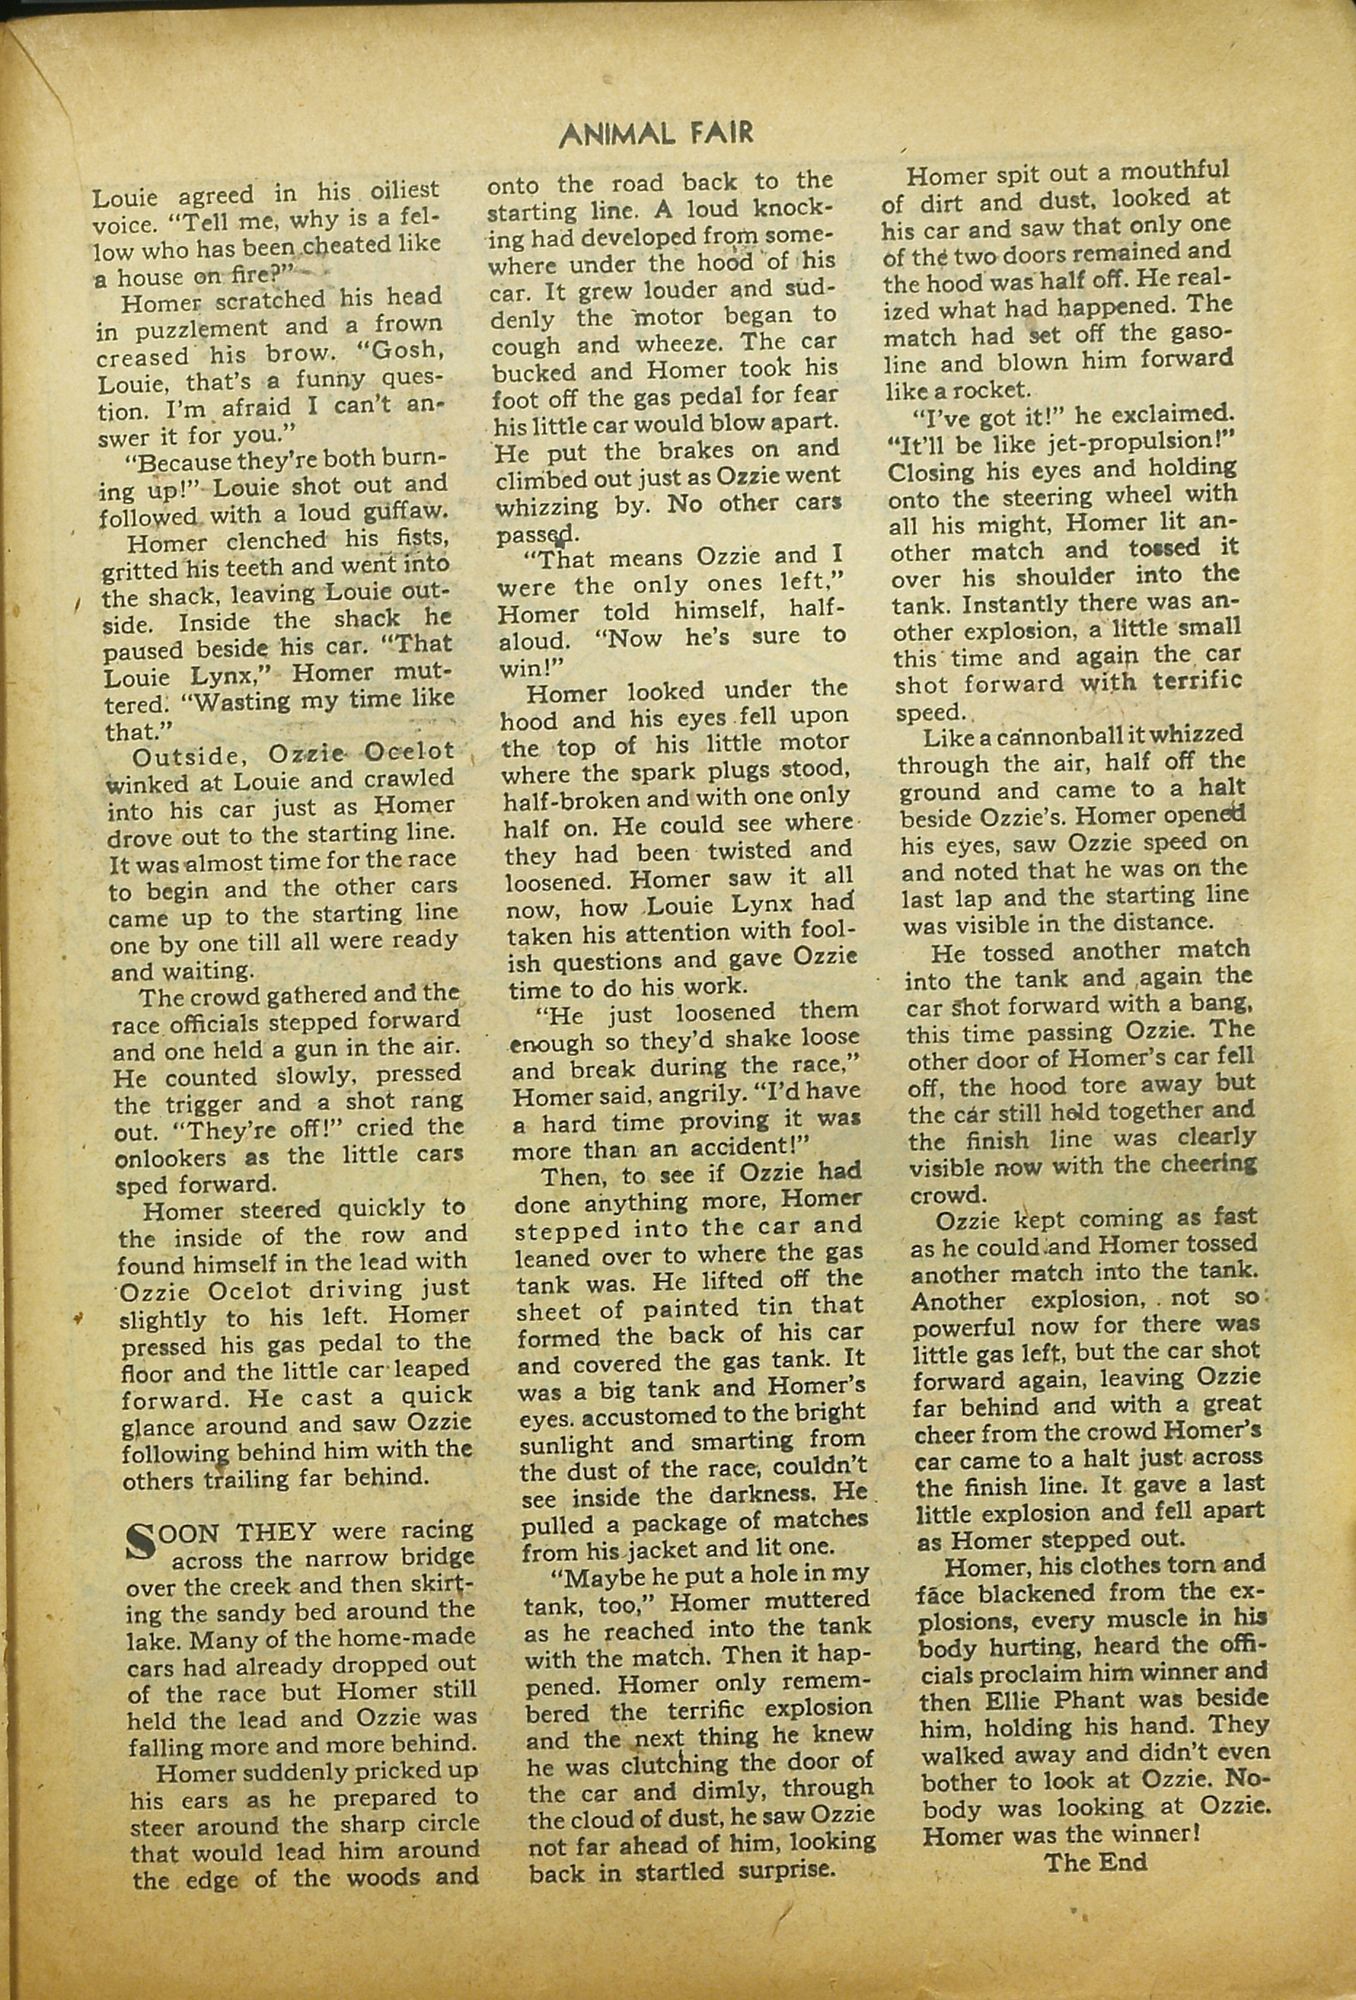 ANIMAL FAIR
Louie agreed in his oiliest
voice. “Tell me, why is a fel-
low who has been cheated like
a house on fire?”
Homer scratched his head
in puzzlement and a frown
creased his brow. “Gosh,
Louie, that’s a funny ques-
tion. I’m afraid I can’t an-
swer it for you.”
“Because they’re both burn-
ing up!” Louie shot out and
followed with a loud guffaw.
Homer clenched his fists,
gritted his teeth and went into
the shack, leaving Louie out-
side. Inside the shack he
paused beside his car. “That
Louie Lynx,” Homer mut-
tered. “Wasting my time like
that.”
Outside, Ozzie Ocelot
winked at Louie and crawled
into his car just as Homer
drove out to the starting line.
It was almost time for the race
to begin and the other cars
came up to the starting line
one by one till all were ready
and waiting.
The crowd gathered and the
race officials stepped forward
and one held a gun in the air.
He counted slowly, pressed
the trigger and a shot rang
out. “They’re off!” cried the
onlookers as the little cars
sped forward.
Homer steered quickly to
the inside of the row and
found himself in the lead with
Ozzie Ocelot driving just
slightly to his left. Homer
pressed his gas pedal to the
floor and the little car leaped
forward. He cast a quick
glance around and saw Ozzie
following behind him with the
others trailing far behind.
SOON THEY were racing
across the narrow bridge
over the creek and then skirt-
ing the sandy bed around the
lake. Many of the home-made
cars had already dropped out
of the race but Homer still
held the lead and Ozzie was
falling more and more behind.
Homer suddenly pricked up
his ears as he prepared to
steer around the sharp circle
that would lead him around
the edge of the woods and
onto the road back to the
starting line. A loud knock-
ing had developed from some-
where under the hood of his
car. It grew louder and sud-
denly the motor began to
cough and wheeze. The car
bucked and Homer took his
foot off the gas pedal for fear
his little car would blow apart.
He put the brakes on and
climbed out just as Ozzie went
whizzing by. No other cars
passed.
“That means Ozzie and I
were the only ones left,”
Homer told himself, half-
aloud. “Now he’s sure to
win!”
Homer looked under the
hood and his eyes fell upon
the top of his little motor
where the spark plugs stood,
half-broken and with one only
half on. He could see where
they had been twisted and
loosened. Homer saw it all
now, how Louie Lynx had
taken his attention with fool-
ish questions and gave Ozzie
time to do his work.
“He just loosened them
enough so they’d shake loose
and break during the race,”
Homer said, angrily. “I’d have
a hard time proving it was
more than an accident!”
Then, to see if Ozzie had
done anything more, Homer
stepped into the car and
leaned over to where the gas
tank was. He lifted off the
sheet of painted tin that
formed the back of his car
and covered the gas tank. It
was a big tank and Homer’s
eyes. accustomed to the bright
sunlight and smarting from
the dust of the race, couldn’t
see inside the darkness. He
pulled a package of matches
from his jacket and lit one.
“Maybe he put a hole in my
tank, too,” Homer muttered
as he reached into the tank
with the match. Then it hap-
pened. Homer only remem-
bered the terrific explosion
and the next thing he knew
he was clutching the door of
the car and dimly, through
the cloud of dust, he saw Ozzie
not far ahead of him, looking
back in startled surprise.
Homer spit out a mouthful
of dirt and dust, looked at
his car and saw that only one
of the two doors remained and
the hood was half off. He real-
ized what had happened. The
match had set off the gaso-
line and blown him forward
like a rocket.
“I’ve got it!” he exclaimed.
“It’ll be like jet-propulsion!”
Closing his eyes and holding
onto the steering wheel with
all his might, Homer lit an-
other match and tossed it
over his shoulder into the
tank. Instantly there was an-
other explosion, a little small
this time and again the car
shot forward with terrific
speed.
Like a cannonball it whizzed
through the air, half off the
ground and came to a halt
beside Ozzie’s. Homer opened
his eyes, saw Ozzie speed on
and noted that he was on the
last lap and the starting line
was visible in the distance.
He tossed another match
into the tank and again the
car shot forward with a bang,
this time passing Ozzie. The
other door of Homer’s car fell
off, the hood tore away but
the car still held together and
the finish line was clearly
visible now with the cheering
crowd.
Ozzie kept coming as fast
as he could and Homer tossed
another match into the tank.
Another explosion, not so
powerful now for there was
little gas left, but the car shot
forward again, leaving Ozzie
far behind and with a great
cheer from the crowd Homer’s
car came to a halt just across
the finish line. It gave a last
little explosion and fell apart
as Homer stepped out.
Homer, his clothes torn and
face blackened from the ex-
plosions, every muscle in his
body hurting, heard the offi-
cials proclaim him winner and
then Ellie Phant was beside
him, holding his hand. They
walked away and didn’t even
bother to look at Ozzie. No-
body was looking at Ozzie.
Homer was the winner!
The End